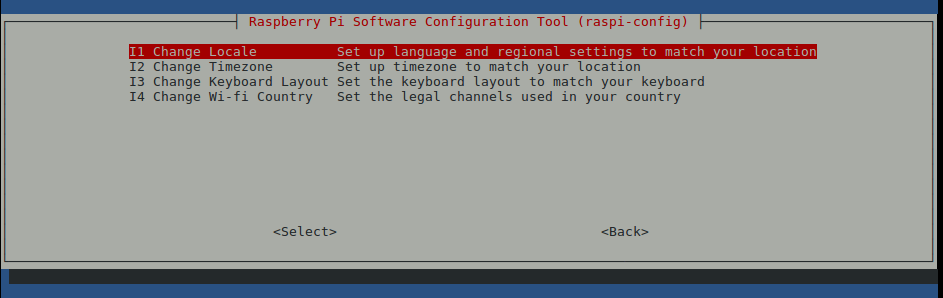 Raspberry Pi Software Configuration Tool (raspi-config)
I1 Change Locale Set up language and regional settings to match your location
I2 Change Timezone Set up timezone to match your location
I3 Change Keyboard Layout Set the keyboard layout to match your keyboard
I4 Change Wi-fi Country Set the legal channels used in your country
<Select> <Back>